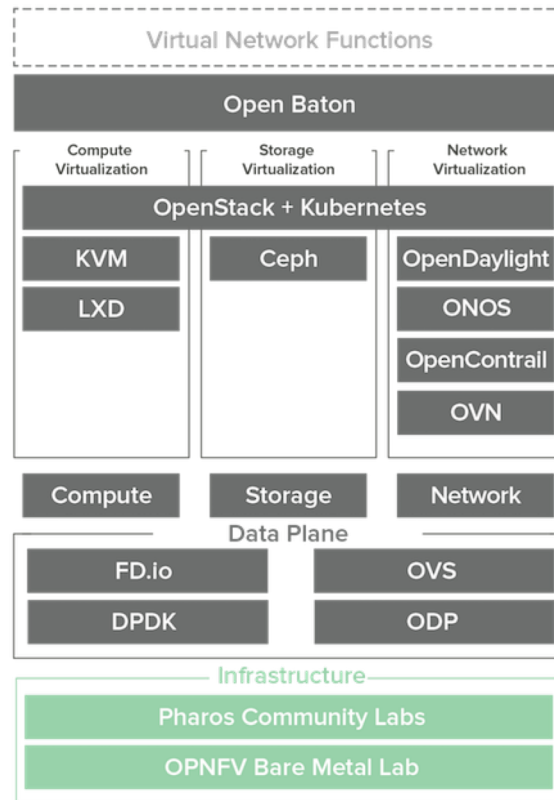 Virtual Network Functions
Open Baton
Compute
Virtualization
Storage
Virtualization
Network
Virtualization
OpenStack + Kubernetes
KVM
Ceph
OpenDaylight
LXD
ONOS
OpenContrail
OVN
Compute
Storage
Network
Data Plane
FD.io
OVS
DPDK
ODP
Infrastructure
Pharos Community Labs
OPNFV Bare Metal Lab